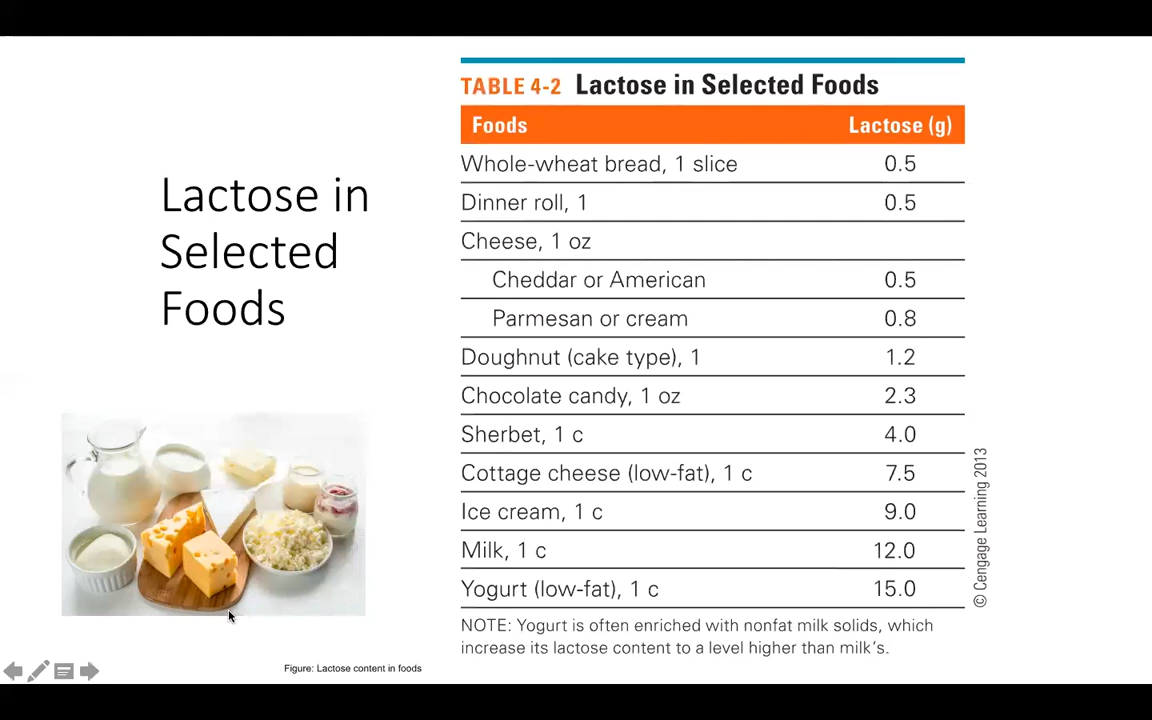 Lactose in
Selected
Foods
TABLE 4-2 Lactose in Selected Foods
Foods Lactose (g)
Whole-wheat bread, 1 slice 0.5
Dinner roll, 1 0.5
Cheese, 1 oz
Cheddar or American 0.5
Parmesan or cream 0.8
Doughnut (cake type), 1 1.2
Chocolate candy, 1 oz 2.3
Sherbet, 1 c 4.0
Cottage cheese (low-fat), 1 c 7.5
Ice cream, 1 c 9.0
Milk, 1 c 12.0
Yogurt (low-fat), 1 c 15.0
NOTE: Yogurt is often enriched with nonfat milk solids, which
increase its lactose content to a level higher than milk's.
© Cengage Learning 2013
Figure: Lactose content in foods